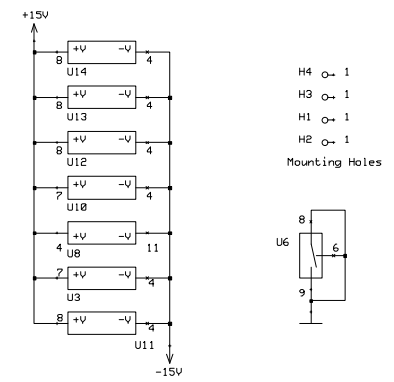 +15V
8 +V -V 4
U14
8 +V -V 4
U13
8 +V -V 4
U12
7 +V -V 4
U10
4 +V -V 11
U8
7 +V -V 4
U3
8 +V -V 4
U11
-15V
H4 1
H3 1
H1 1
H2 1
Mounting Holes
8
U6 6
9